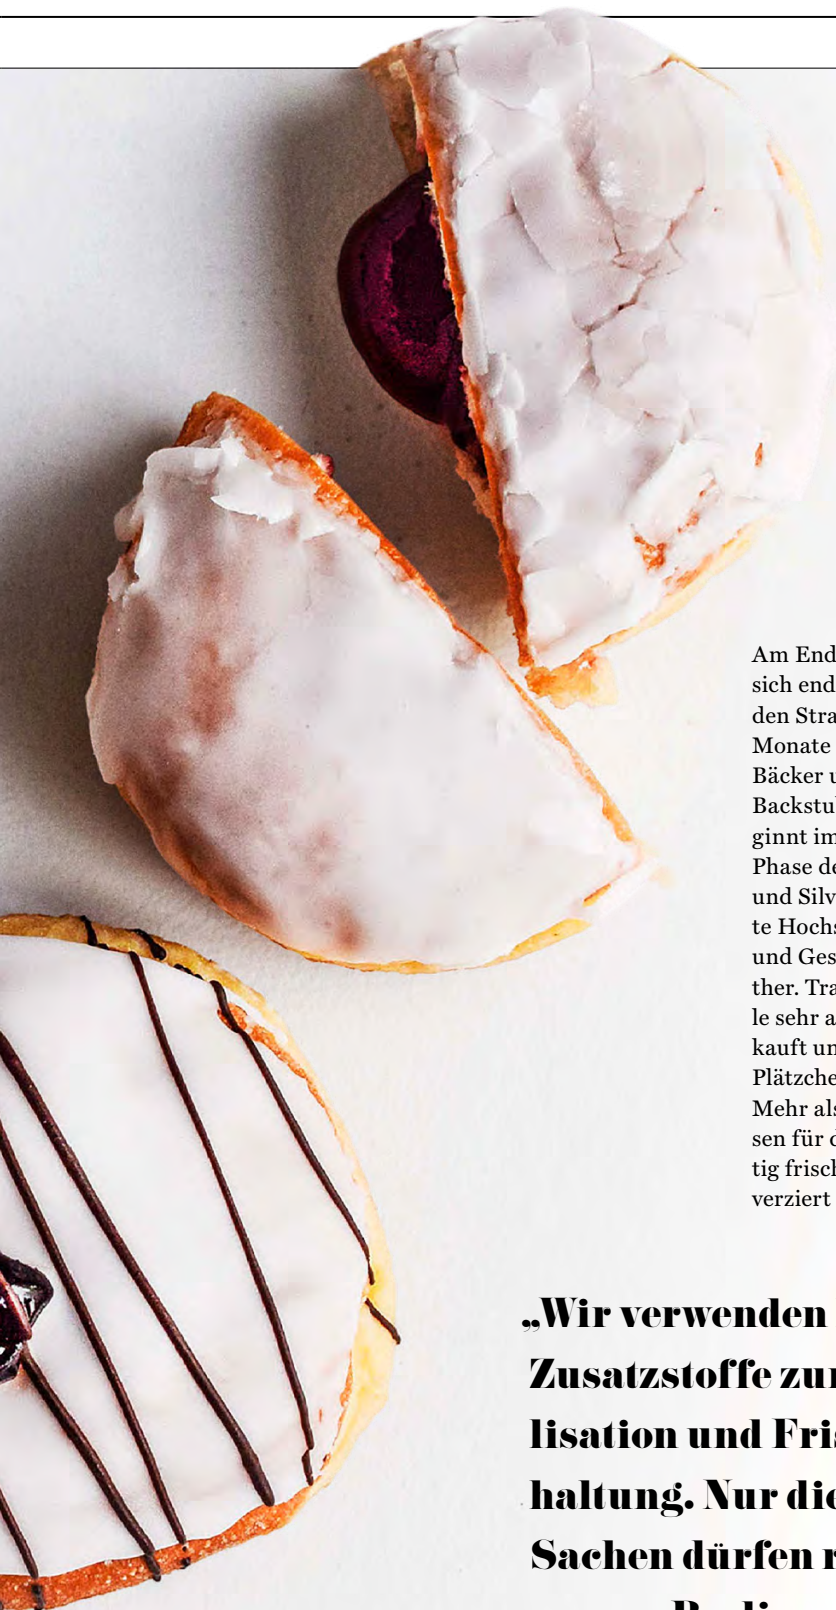 Am End
sich end
den Stra
Monate
Bäcker u
Backstu
ginnt im
Phase de
und Silv
te Hochs
und Ges
ther. Tra
le sehr a
kauft un
Plätzche
Mehr als
sen für d
tig frisch
verziert
„Wir verwenden
Zusatzstoffe zur
lisation und Fris
haltung. Nur die
Sachen dürfen r